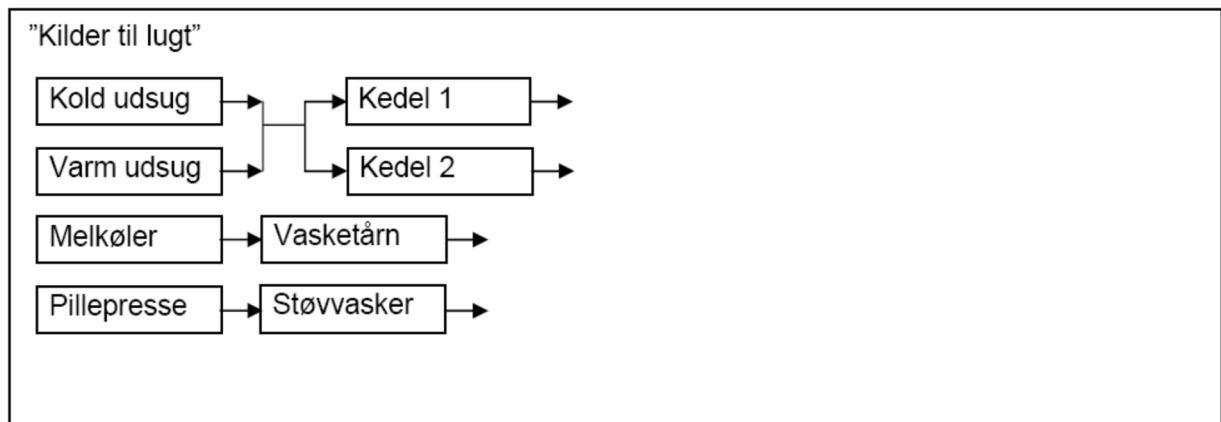 ”Kilder til lugt”
Kold udsug Kedel 1
Varm udsug Kedel 2
Melkøler Vasketårn
Pillepresse Støvvasker